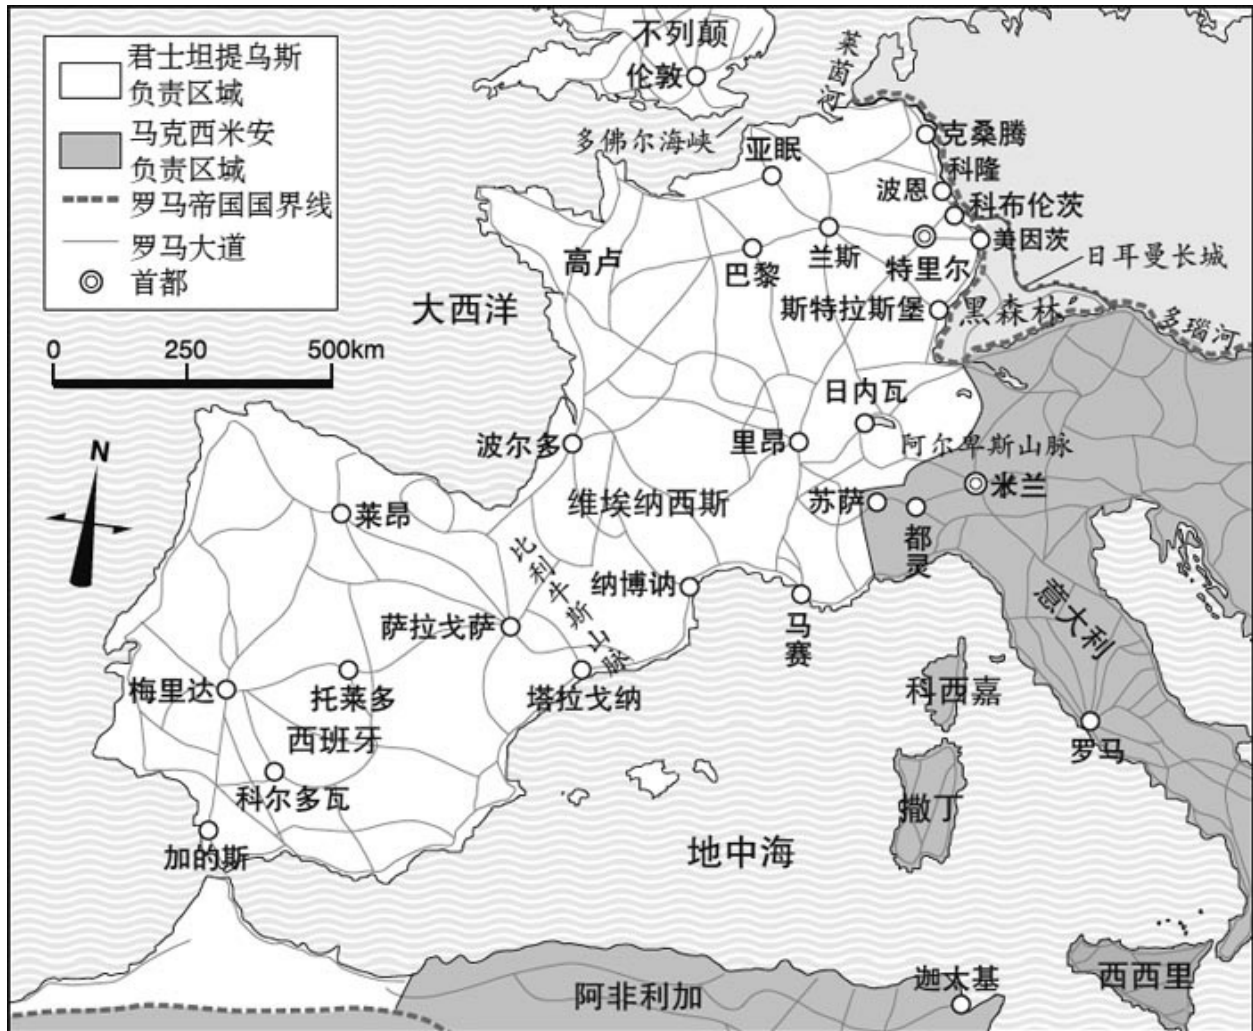 君士坦提乌斯
负责区域
马克西米安
负责区域
罗马帝国国界线
罗马大道
首都
0 250 500km
N
不列颠
伦敦
莱茵河
多佛尔海峡
亚眠
克桑腾
科隆
波恩
科布伦茨
高卢
巴黎
兰斯
特里尔
美因茨
日耳曼长城
大西洋
斯特拉斯堡
黑森林
多瑙河
日内瓦
波尔多
里昂
阿尔卑斯山脉
莱昂
维埃纳西斯
苏萨
米兰
都灵
比利牛斯山脉
纳博讷
马赛
意大利
萨拉戈萨
梅里达
托莱多
塔拉戈纳
科西嘉
西班牙
罗马
科尔多瓦
撒丁
加的斯
地中海
阿非利加
迦太基
西西里